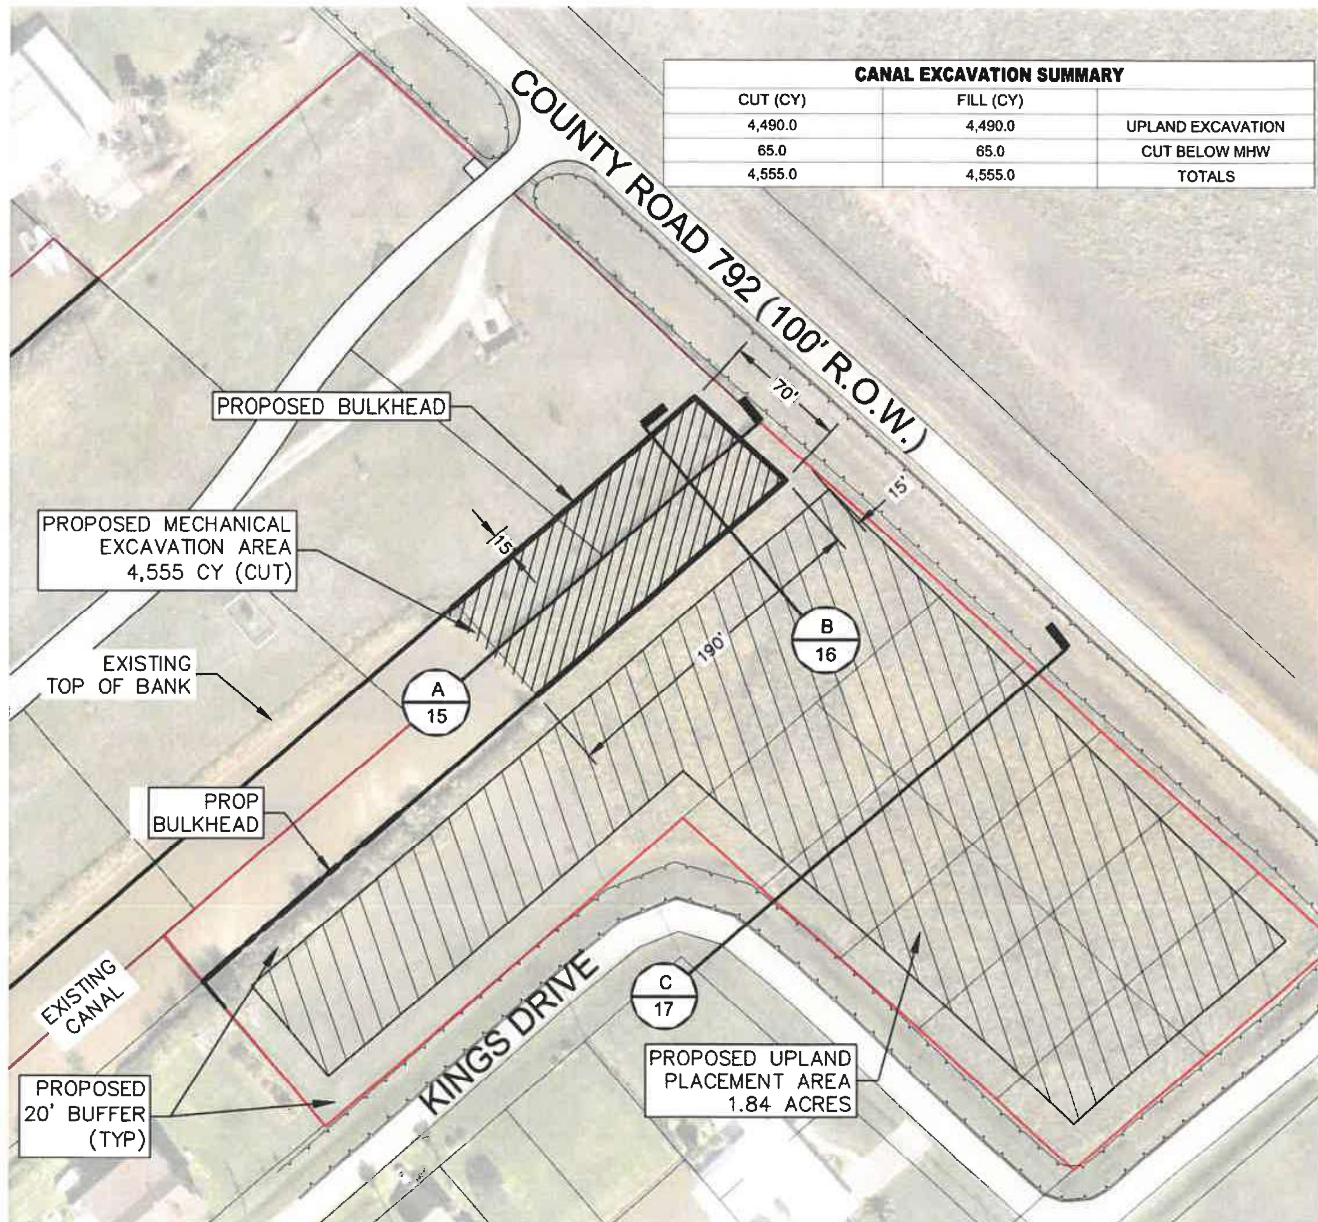 CANAL EXCAVATION SUMMARY
CUT (CY) FILL (CY)
4,490.0 4,490.0 UPLAND EXCAVATION
65.0 65.0 CUT BELOW MHW
4,555.0 4,555.0 TOTALS
COUNTY ROAD 792 (100' R.O.W.)
70'
PROPOSED BULKHEAD
15'
15'
PROPOSED MECHANICAL
EXCAVATION AREA
4,555 CY (CUT)
B
16
190'
EXISTING
TOP OF BANK
A
15
PROP
BULKHEAD
EXISTING
CANAL
KINGS DRIVE
C
17
PROPOSED UPLAND
PLACEMENT AREA
1.84 ACRES
PROPOSED
20' BUFFER
(TYP)